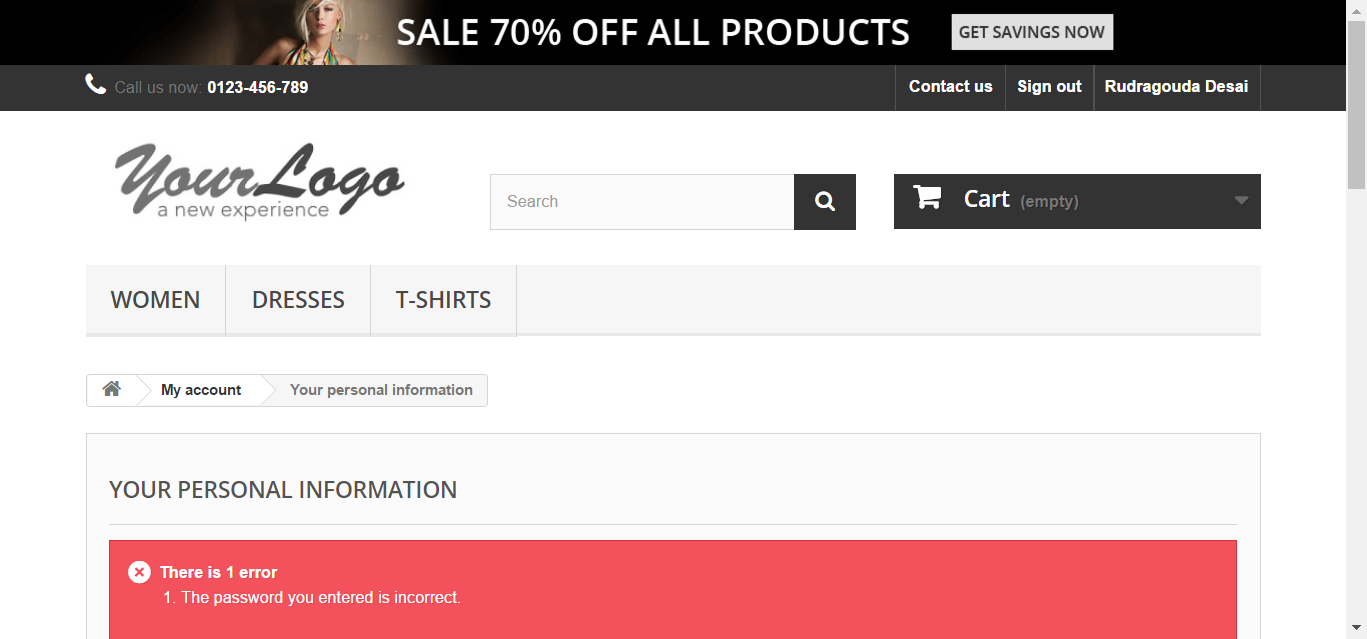 SALE 70% OFF ALL PRODUCTS GET SAVINGS NOW
Call us now: 0123-456-789 Contact us Sign out Rudragouda Desai
YourLogo
a new experience
Search Cart (empty)
WOMEN DRESSES T-SHIRTS
My account Your personal information
YOUR PERSONAL INFORMATION
There is 1 error
1. The password you entered is incorrect.